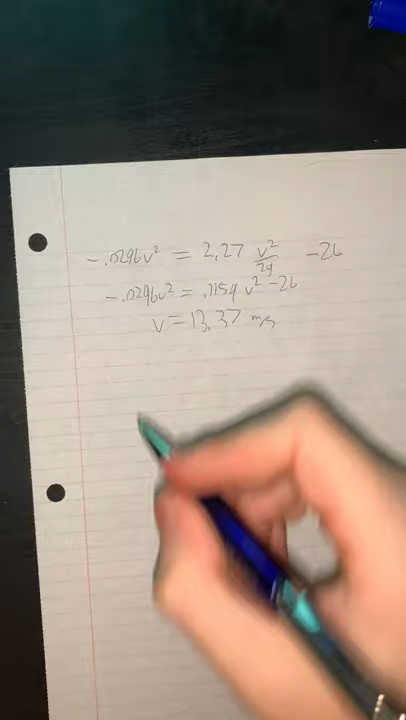 -.0296v² = 2.27 v²/2g -26
-.0296v² = .1159 v² -26
v = 13.37 m/s